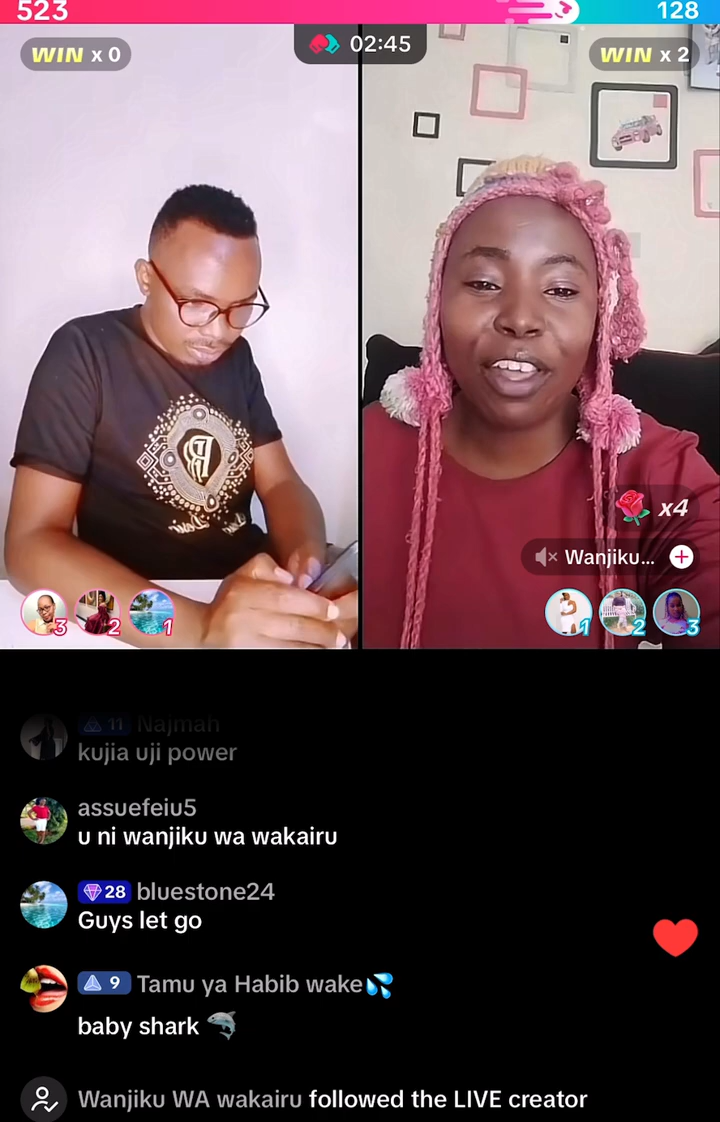 523
128
WIN x 0
02:45
WIN x 2
x4
Wanjiku...
3
2
1
1
2
3
11 Najmah
kujia uji power
assuefeiu5
u ni wanjiku wa wakairu
28 bluestone24
Guys let go
9 Tamu ya Habib wake💦
baby shark 🦈
Wanjiku WA wakairu followed the LIVE creator